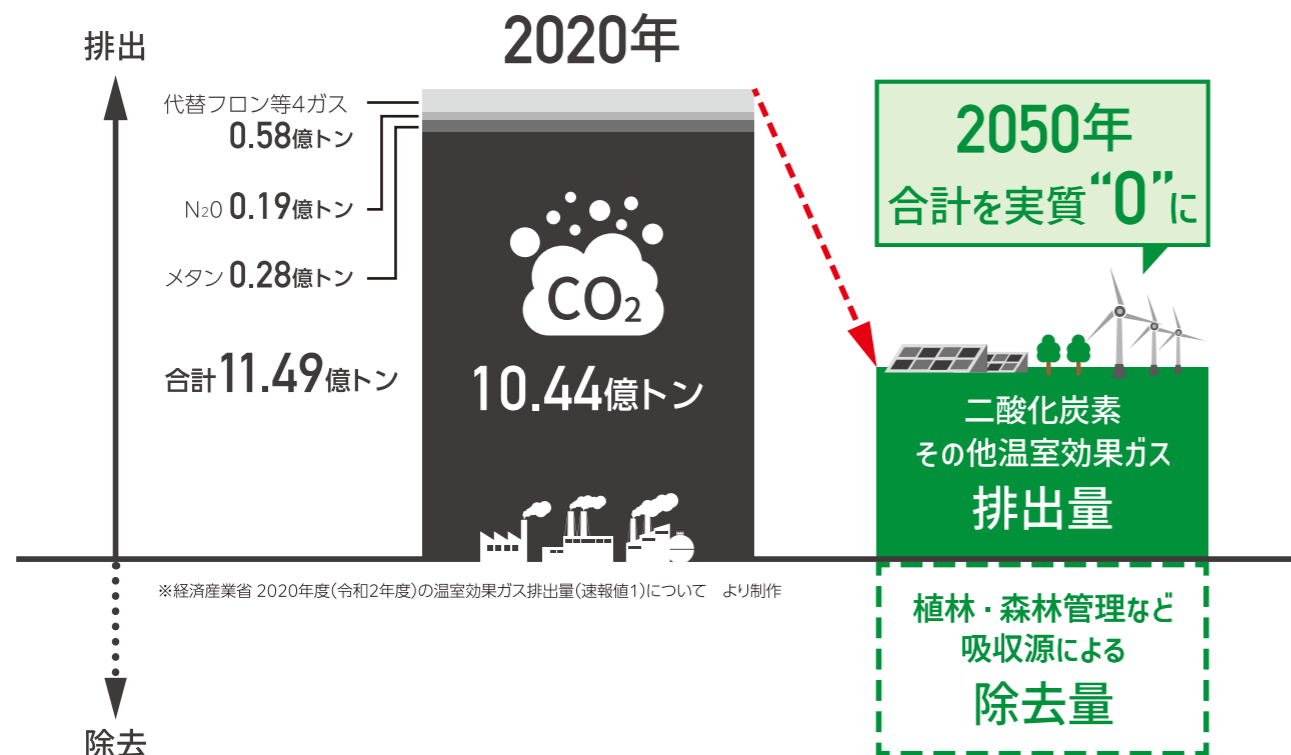 2020年
排出
代替フロン等4ガス
0.58億トン
N₂0 0.19億トン
メタン 0.28億トン
合計11.49億トン
CO₂
10.44億トン
2050年
合計を実質“0”に
二酸化炭素
その他温室効果ガス
排出量
※経済産業省 2020年度(令和2年度)の温室効果ガス排出量(速報値1)について　より制作
植林・森林管理など
吸収源による
除去量
除去